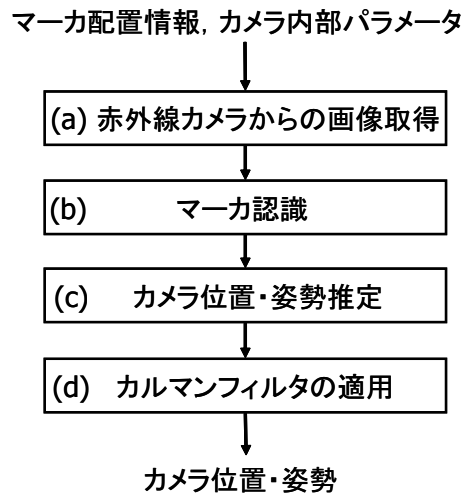 マーカ配置情報, カメラ内部パラメータ
(a) 赤外線カメラからの画像取得
(b) マーカ認識
(c) カメラ位置・姿勢推定
(d) カルマンフィルタの適用
カメラ位置・姿勢